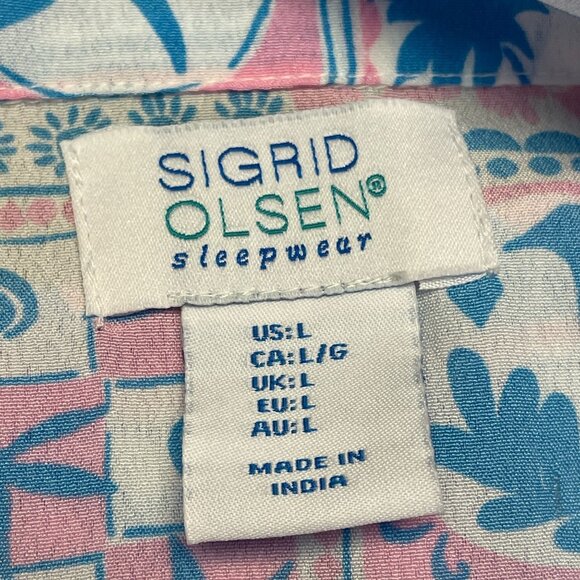 SIGRID
OLSEN®
sleepwear
US:L
CA:L/G
UK:L
EU:L
AU:L
MADE IN
INDIA